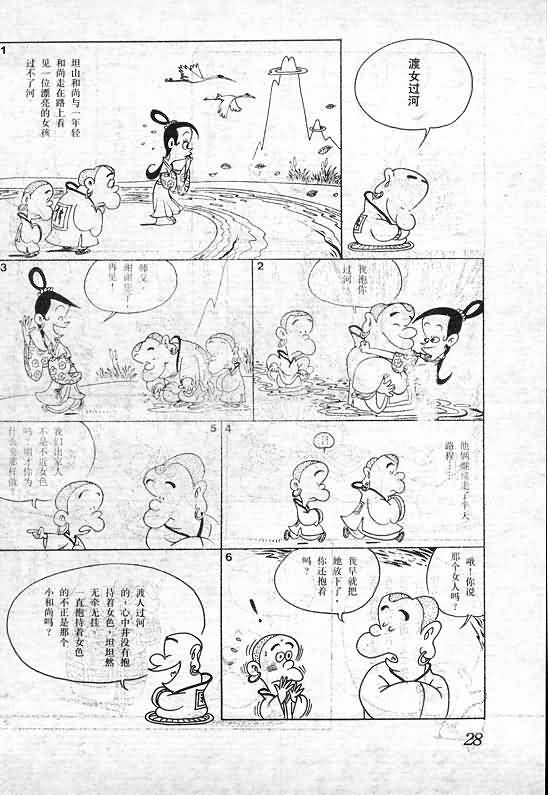 渡女过河
1
坦山和尚与一年轻
和尚走在路上看
见一位漂亮的女孩
过不了河
2
我抱你
过河
3
师父！
谢谢您了！
再见！
4
他俩继续走了半天
路程……
…
5
我们出家人
不是不近女色
吗？刚才你为
什么要那样做？
6
哦！你说
那个女人吗？
我早就把
她放下了，
你还抱着
吗？
渡人过河
的，心中并没有抱
持着女色，坦坦然
无牵无挂。
一直抱持着女色
的不正是那个
小和尚吗？
28